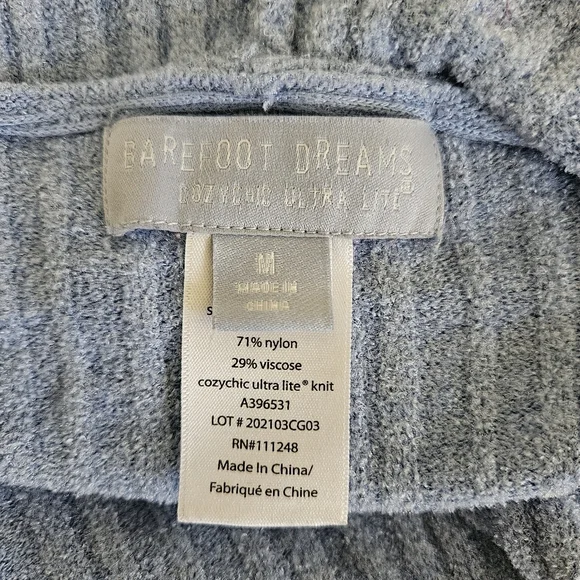 BAREFOOT DREAMS®
COZYCHIC ULTRA LITE®
M
MADE IN
CHINA
71% nylon
29% viscose
cozychic ultra lite® knit
A396531
LOT # 202103CG03
RN#111248
Made In China/
Fabriqué en Chine